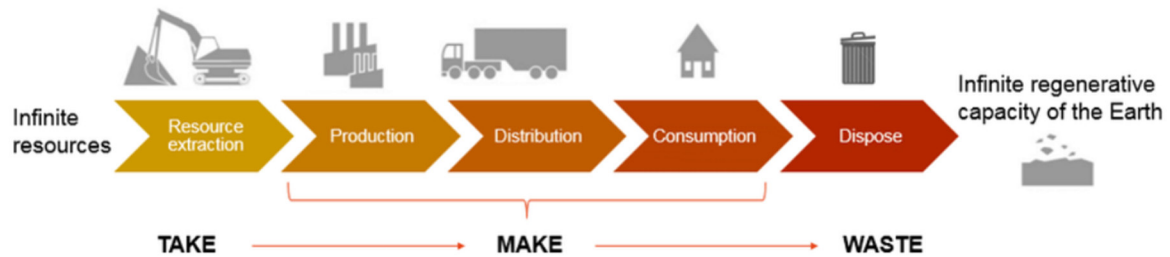 Infinite
resources
Resource
extraction
Production
Distribution
Consumption
Dispose
Infinite regenerative
capacity of the Earth
TAKE
MAKE
WASTE